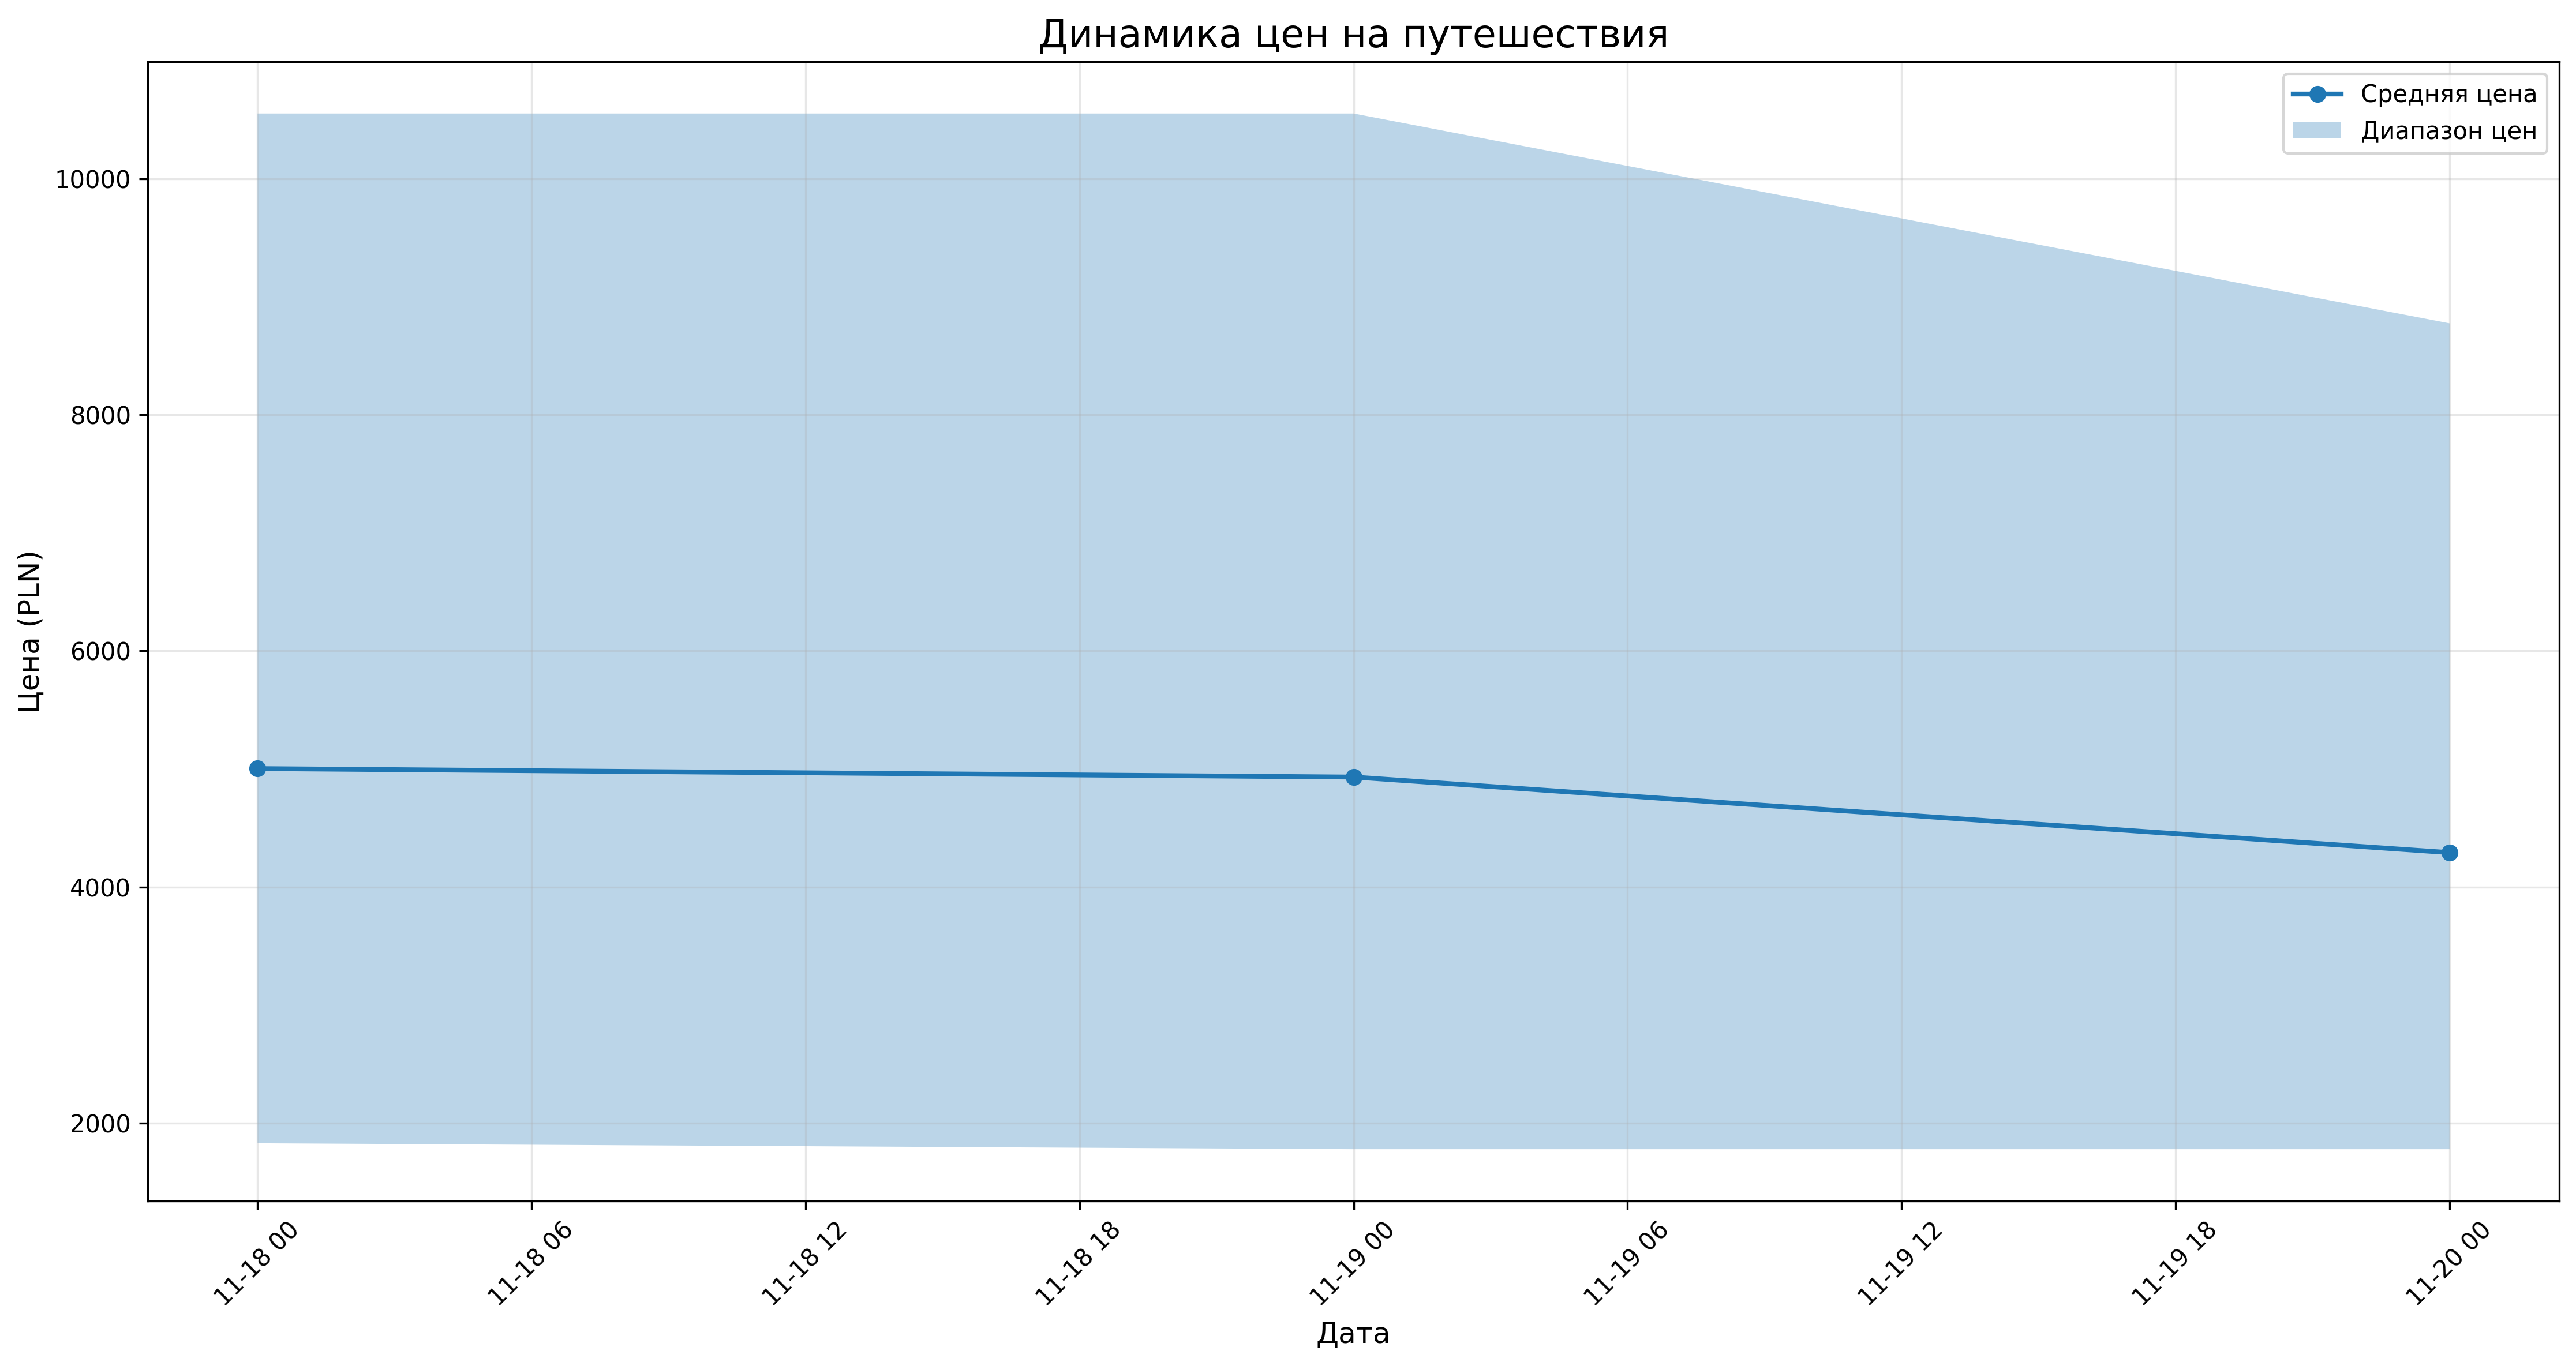 Динамика цен на путешествия
Средняя цена
Диапазон цен
Цена (PLN)
10000
8000
6000
4000
2000
11-18 00
11-18 06
11-18 12
11-18 18
11-19 00
11-19 06
11-19 12
11-19 18
11-20 00
Дата